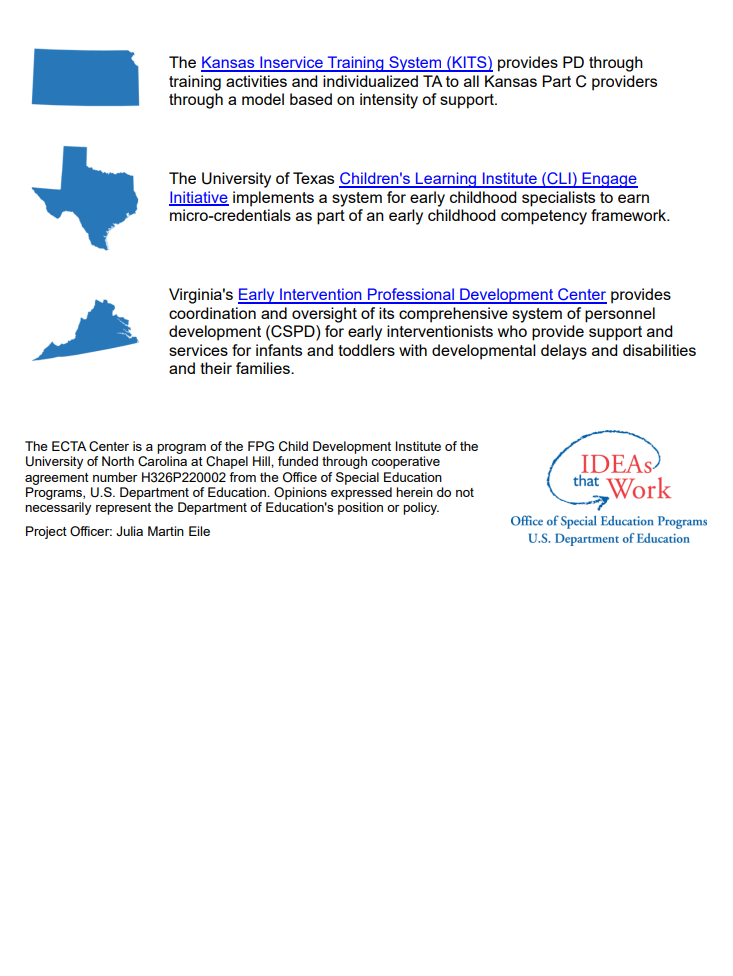 The Kansas Inservice Training System (KITS) provides PD through
training activities and individualized TA to all Kansas Part C providers
through a model based on intensity of support.
The University of Texas Children's Learning Institute (CLI) Engage
Initiative implements a system for early childhood specialists to earn
micro-credentials as part of an early childhood competency framework.
Virginia's Early Intervention Professional Development Center provides
coordination and oversight of its comprehensive system of personnel
development (CSPD) for early interventionists who provide support and
services for infants and toddlers with developmental delays and disabilities
and their families.
The ECTA Center is a program of the FPG Child Development Institute of the
University of North Carolina at Chapel Hill, funded through cooperative
agreement number H326P220002 from the Office of Special Education
Programs, U.S. Department of Education. Opinions expressed herein do not
necessarily represent the Department of Education's position or policy.
Project Officer: Julia Martin Eile
IDEAs
that Work
Office of Special Education Programs
U.S. Department of Education